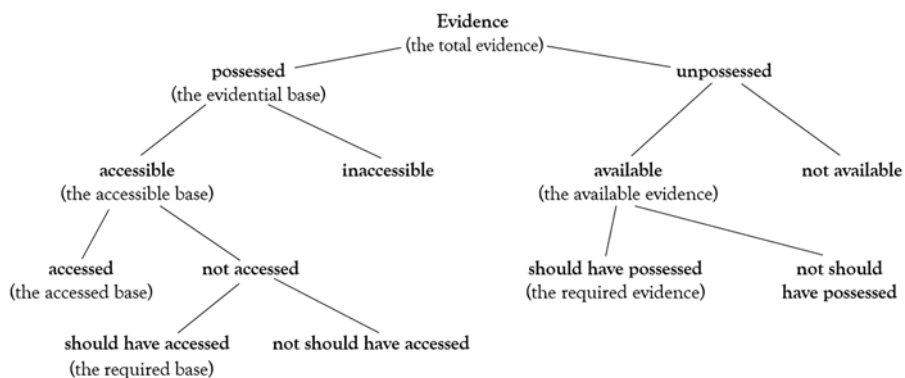 Evidence
(the total evidence)
possessed
unpossessed
(the evidential base)
accessible
inaccessible
available
not available
(the accessible base)
(the available evidence)
accessed
not accessed
should have possessed
not should
(the accessed base)
(the required evidence)
have possessed
should have accessed
not should have accessed
(the required base)